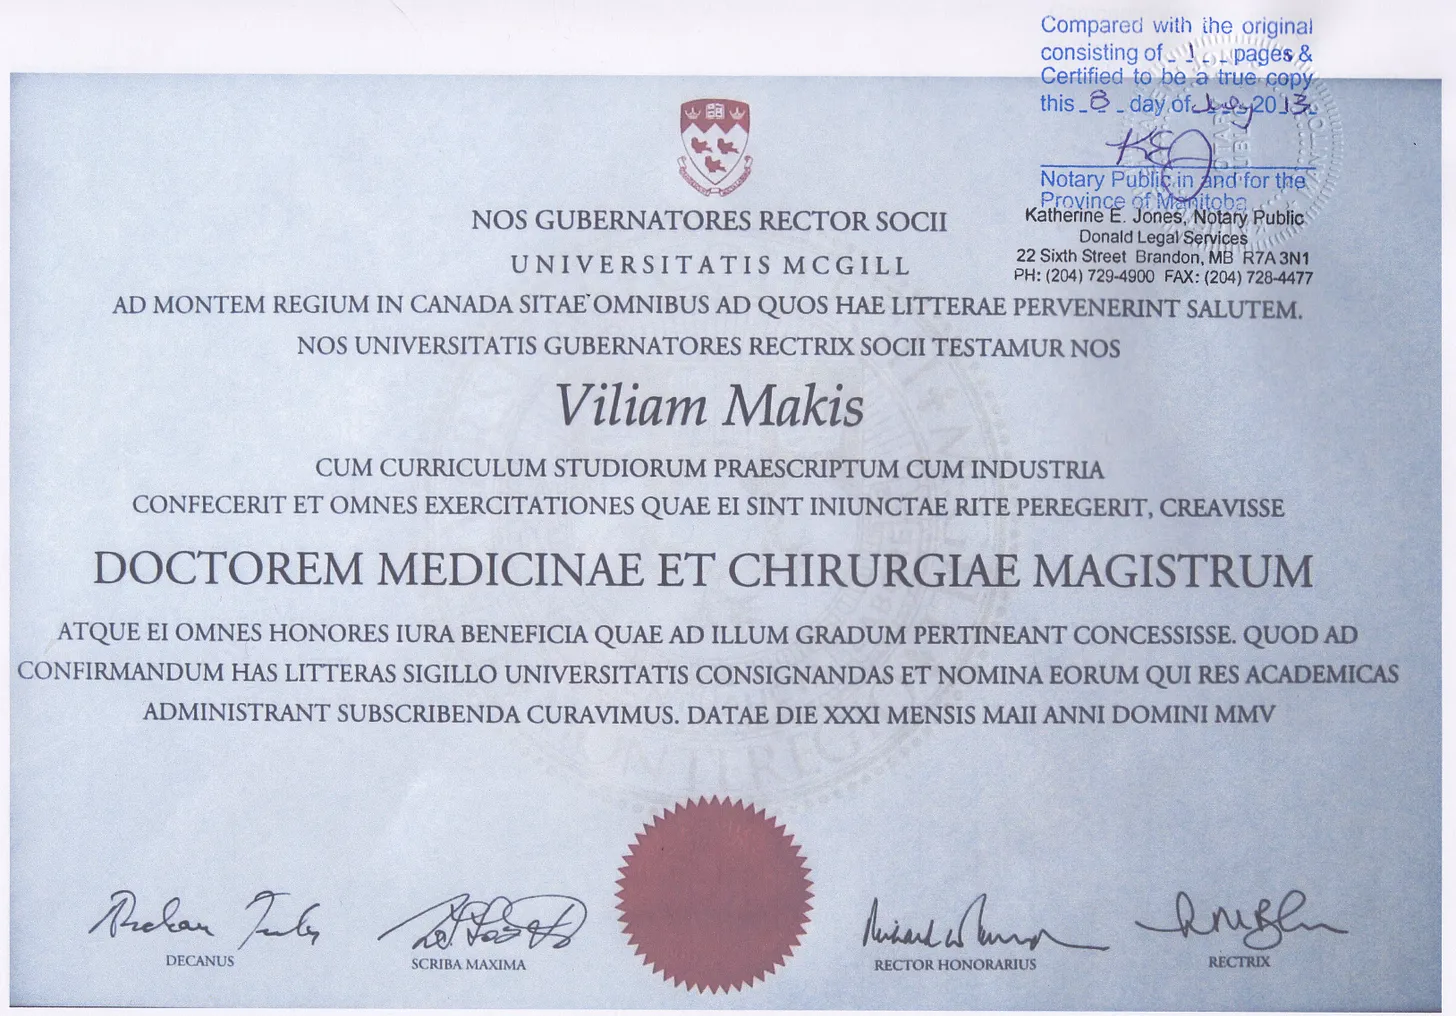 Compared with the original
consisting of 1 pages &
Certified to be a true copy
this 8 day of July 2013
Notary Public in and for the
Province of Manitoba
Katherine E. Jones, Notary Public
Donald Legal Services
22 Sixth Street Brandon, MB R7A 3N1
PH: (204) 729-4900 FAX: (204) 728-4477
NOS GUBERNATORES RECTOR SOCII
UNIVERSITATIS MCGILL
AD MONTEM REGIUM IN CANADA SITAE OMNIBUS AD QUOS HAE LITTERAE PERVENERINT SALUTEM.
NOS UNIVERSITATIS GUBERNATORES RECTRIX SOCII TESTAMUR NOS
Viliam Makis
CUM CURRICULUM STUDIORUM PRAESCRIPTUM CUM INDUSTRIA
CONFECERIT ET OMNES EXERCITATIONES QUAE EI SINT INIUNCTAE RITE PEREGERIT, CREAVISSE
DOCTOREM MEDICINAE ET CHIRURGIAE MAGISTRUM
ATQUE EI OMNES HONORES IURA BENEFICIA QUAE AD ILLUM GRADUM PERTINEANT CONCESSISSE. QUOD AD
CONFIRMANDUM HAS LITTERAS SIGILLO UNIVERSITATIS CONSIGNANDAS ET NOMINA EORUM QUI RES ACADEMICAS
ADMINISTRANT SUBSCRIBENDA CURAVIMUS. DATAE DIE XXXI MENSIS MAII ANNI DOMINI MMV
DECANUS
SCRIBA MAXIMA
RECTOR HONORARIUS
RECTRIX